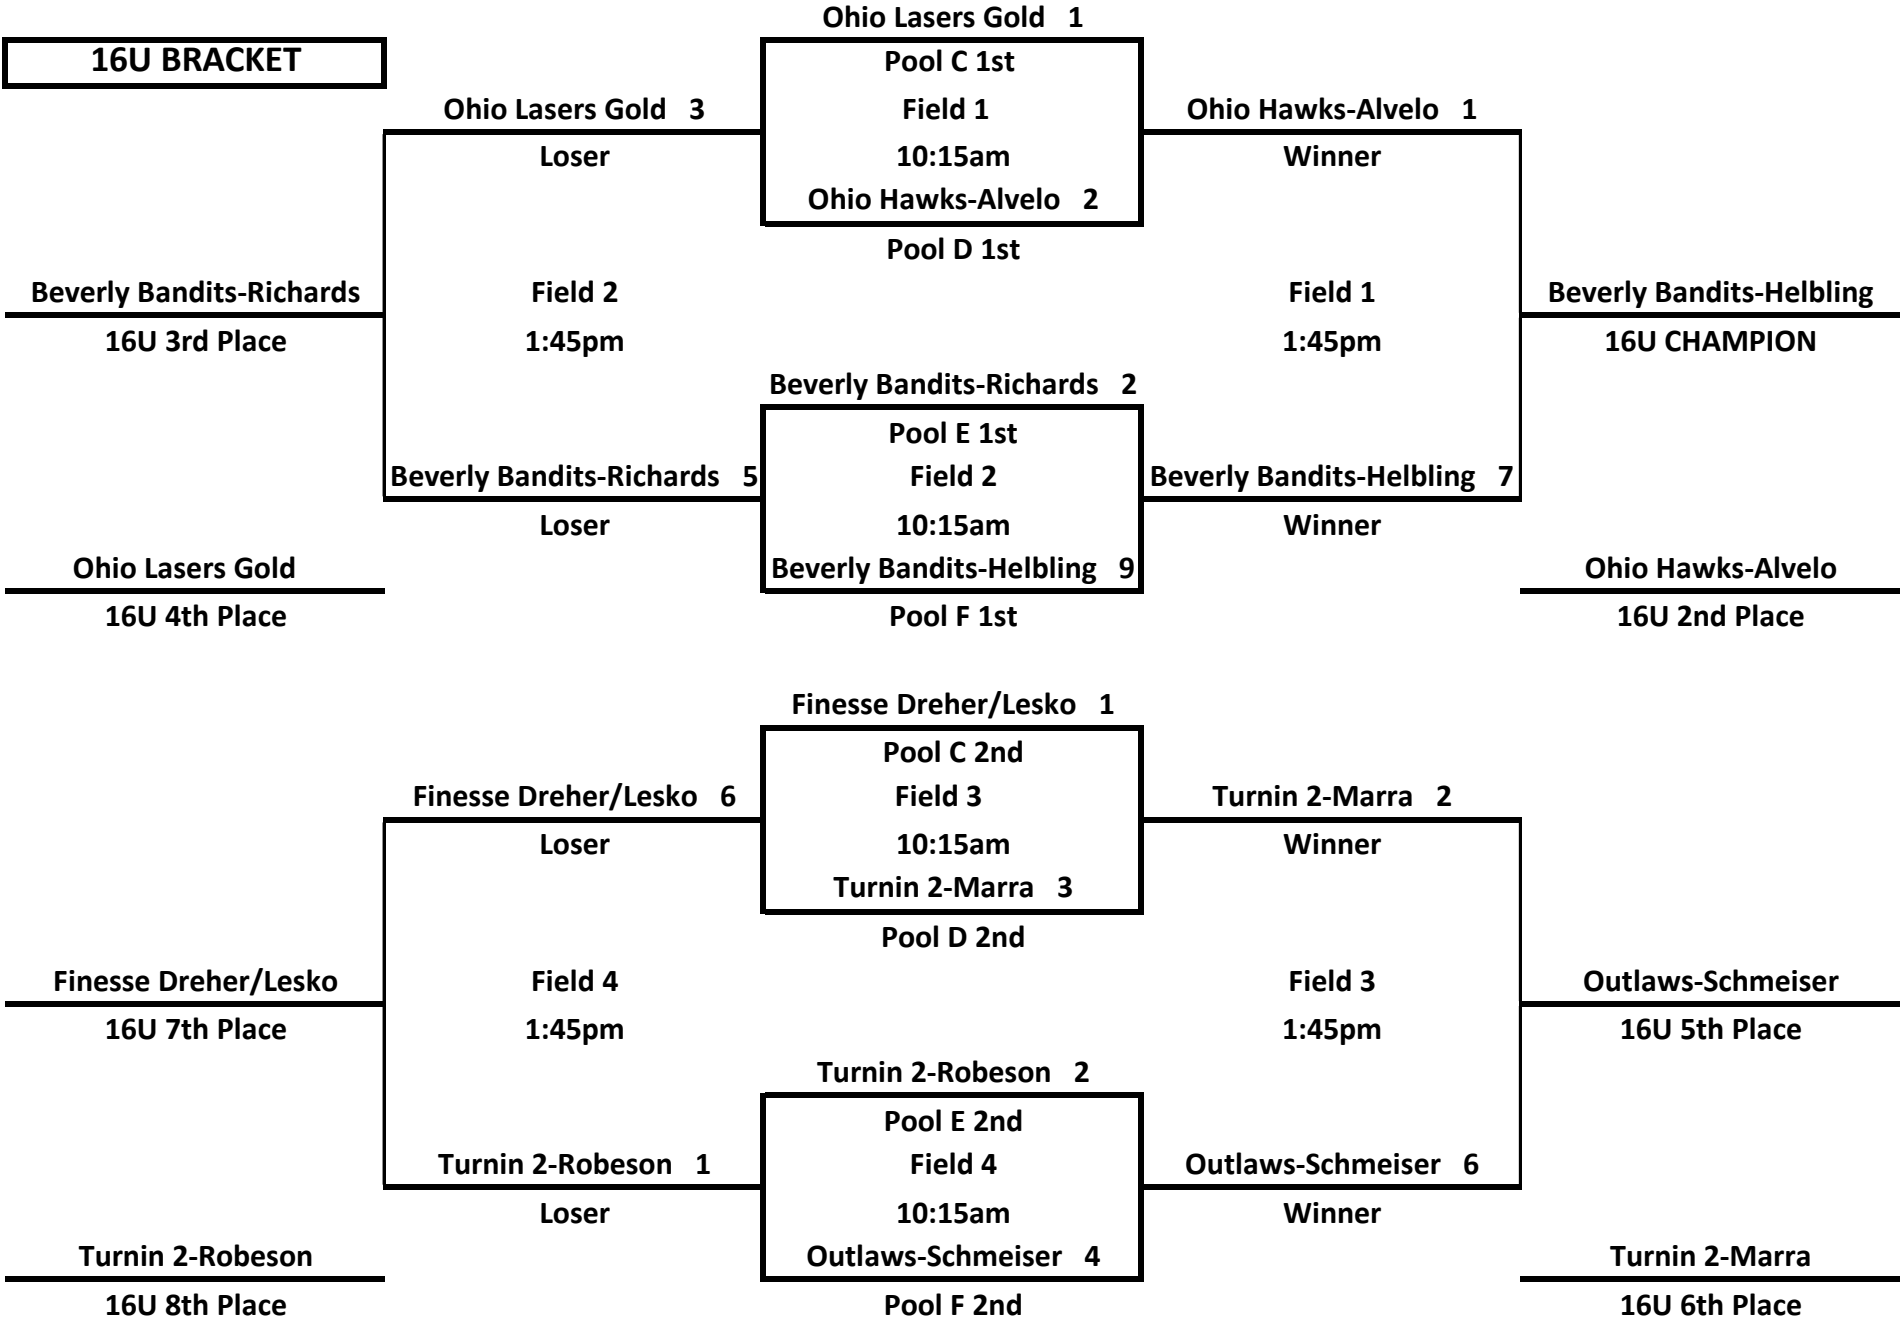 Ohio Lasers Gold 1
16U BRACKET
Pool C 1st
Ohio Lasers Gold 3
Field 1
Ohio Hawks-Alvelo 1
Loser
10:15am
Winner
Ohio Hawks-Alvelo 2
Pool D 1st
Beverly Bandits-Richards
Field 2
Field 1
Beverly Bandits-Helbling
16U 3rd Place
1:45pm
1:45pm
16U CHAMPION
Beverly Bandits-Richards 2
Pool E 1st
Beverly Bandits-Richards 5
Field 2
Beverly Bandits-Helbling 7
Loser
10:15am
Winner
Ohio Lasers Gold
Beverly Bandits-Helbling 9
Ohio Hawks-Alvelo
16U 4th Place
Pool F 1st
16U 2nd Place
Finesse Dreher/Lesko 1
Pool C 2nd
Finesse Dreher/Lesko 6
Field 3
Turnin 2-Marra 2
Loser
10:15am
Winner
Turnin 2-Marra 3
Pool D 2nd
Finesse Dreher/Lesko
Field 4
Field 3
Outlaws-Schmeiser
16U 7th Place
1:45pm
1:45pm
16U 5th Place
Turnin 2-Robeson 2
Pool E 2nd
Turnin 2-Robeson 1
Field 4
Outlaws-Schmeiser 6
Loser
10:15am
Winner
Turnin 2-Robeson
Outlaws-Schmeiser 4
Turnin 2-Marra
16U 8th Place
Pool F 2nd
16U 6th Place